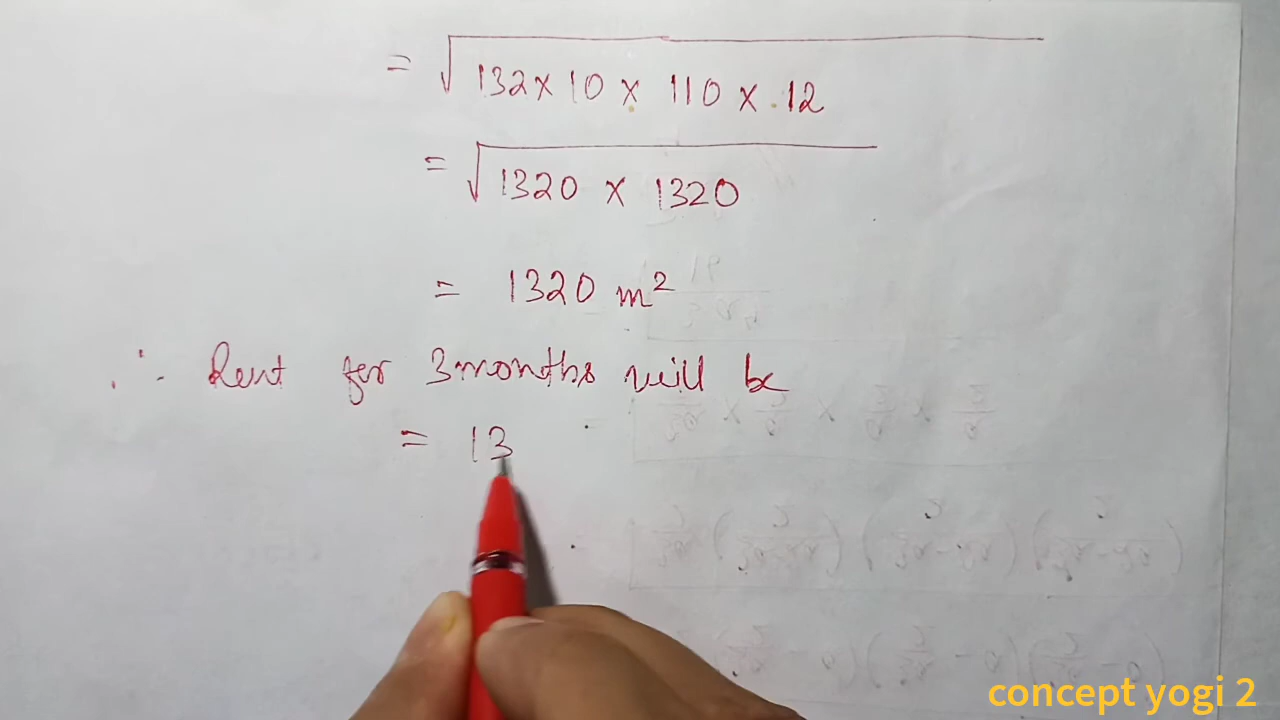 = √132 x 10 x 110 x 12
= √1320 x 1320
= 1320 m²
∴ Rent for 3 months will be
= 13
concept yogi 2